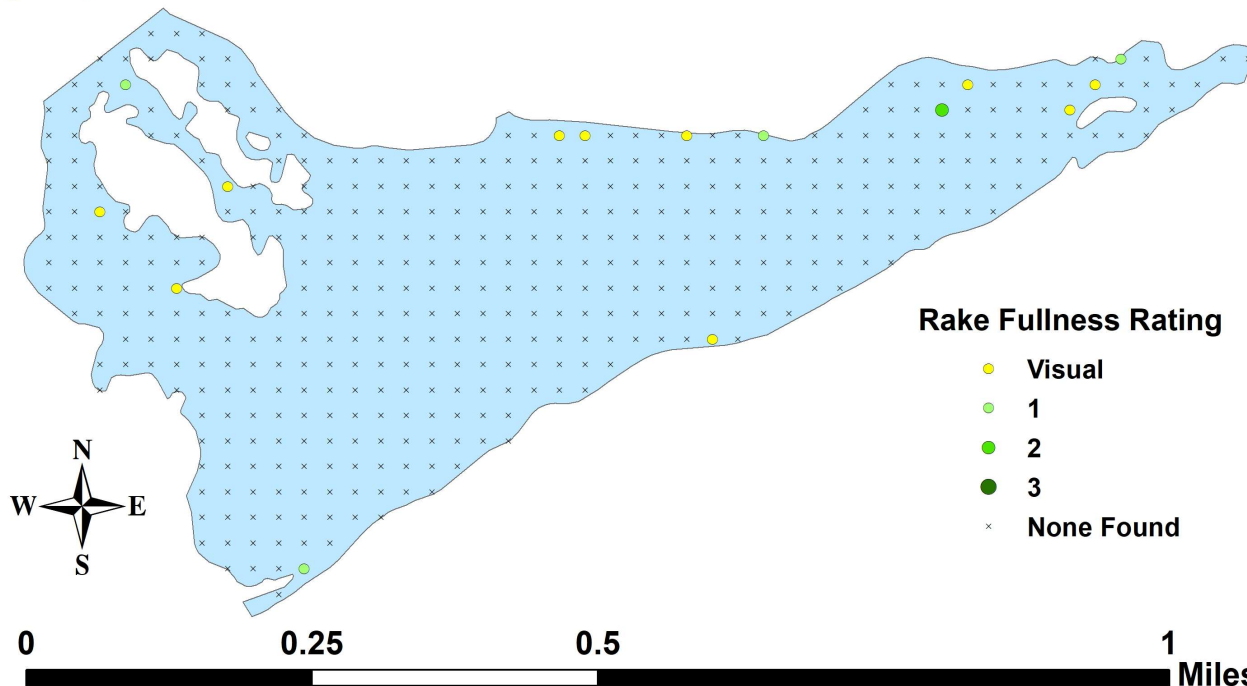 Rake Fullness Rating
Visual
1
2
3
None Found
N
W E
S
0 0.25 0.5 1
Miles